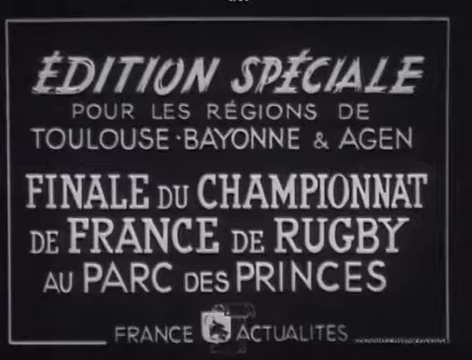 ÉDITION SPÉCIALE
POUR LES RÉGIONS DE
TOULOUSE · BAYONNE & AGEN
FINALE DU CHAMPIONNAT
DE FRANCE DE RUGBY
AU PARC DES PRINCES
FRANCE ACTUALITES